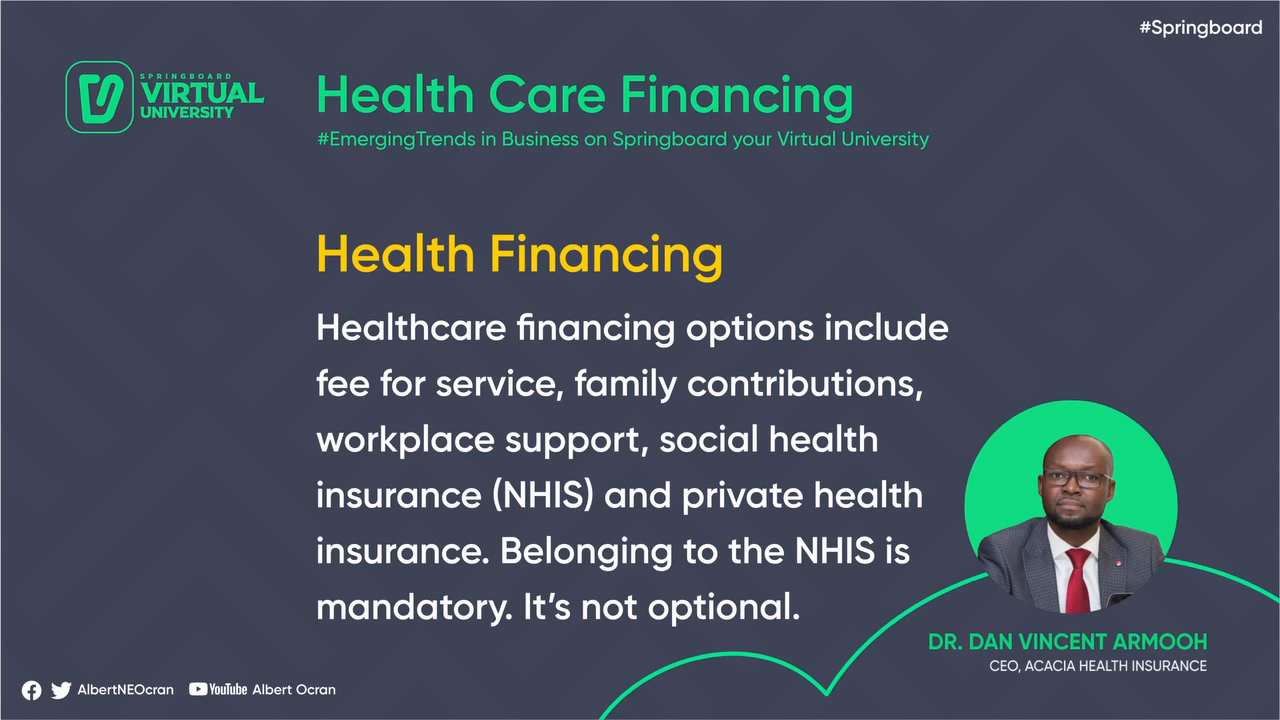 #Springboard
SPRINGBOARD
VIRTUAL
UNIVERSITY
Health Care Financing
#EmergingTrends in Business on Springboard your Virtual University
Health Financing
Healthcare financing options include
fee for service, family contributions,
workplace support, social health
insurance (NHIS) and private health
insurance. Belonging to the NHIS is
mandatory. It’s not optional.
DR. DAN VINCENT ARMOOH
CEO, ACACIA HEALTH INSURANCE
AlbertNEOcran YouTube Albert Ocran